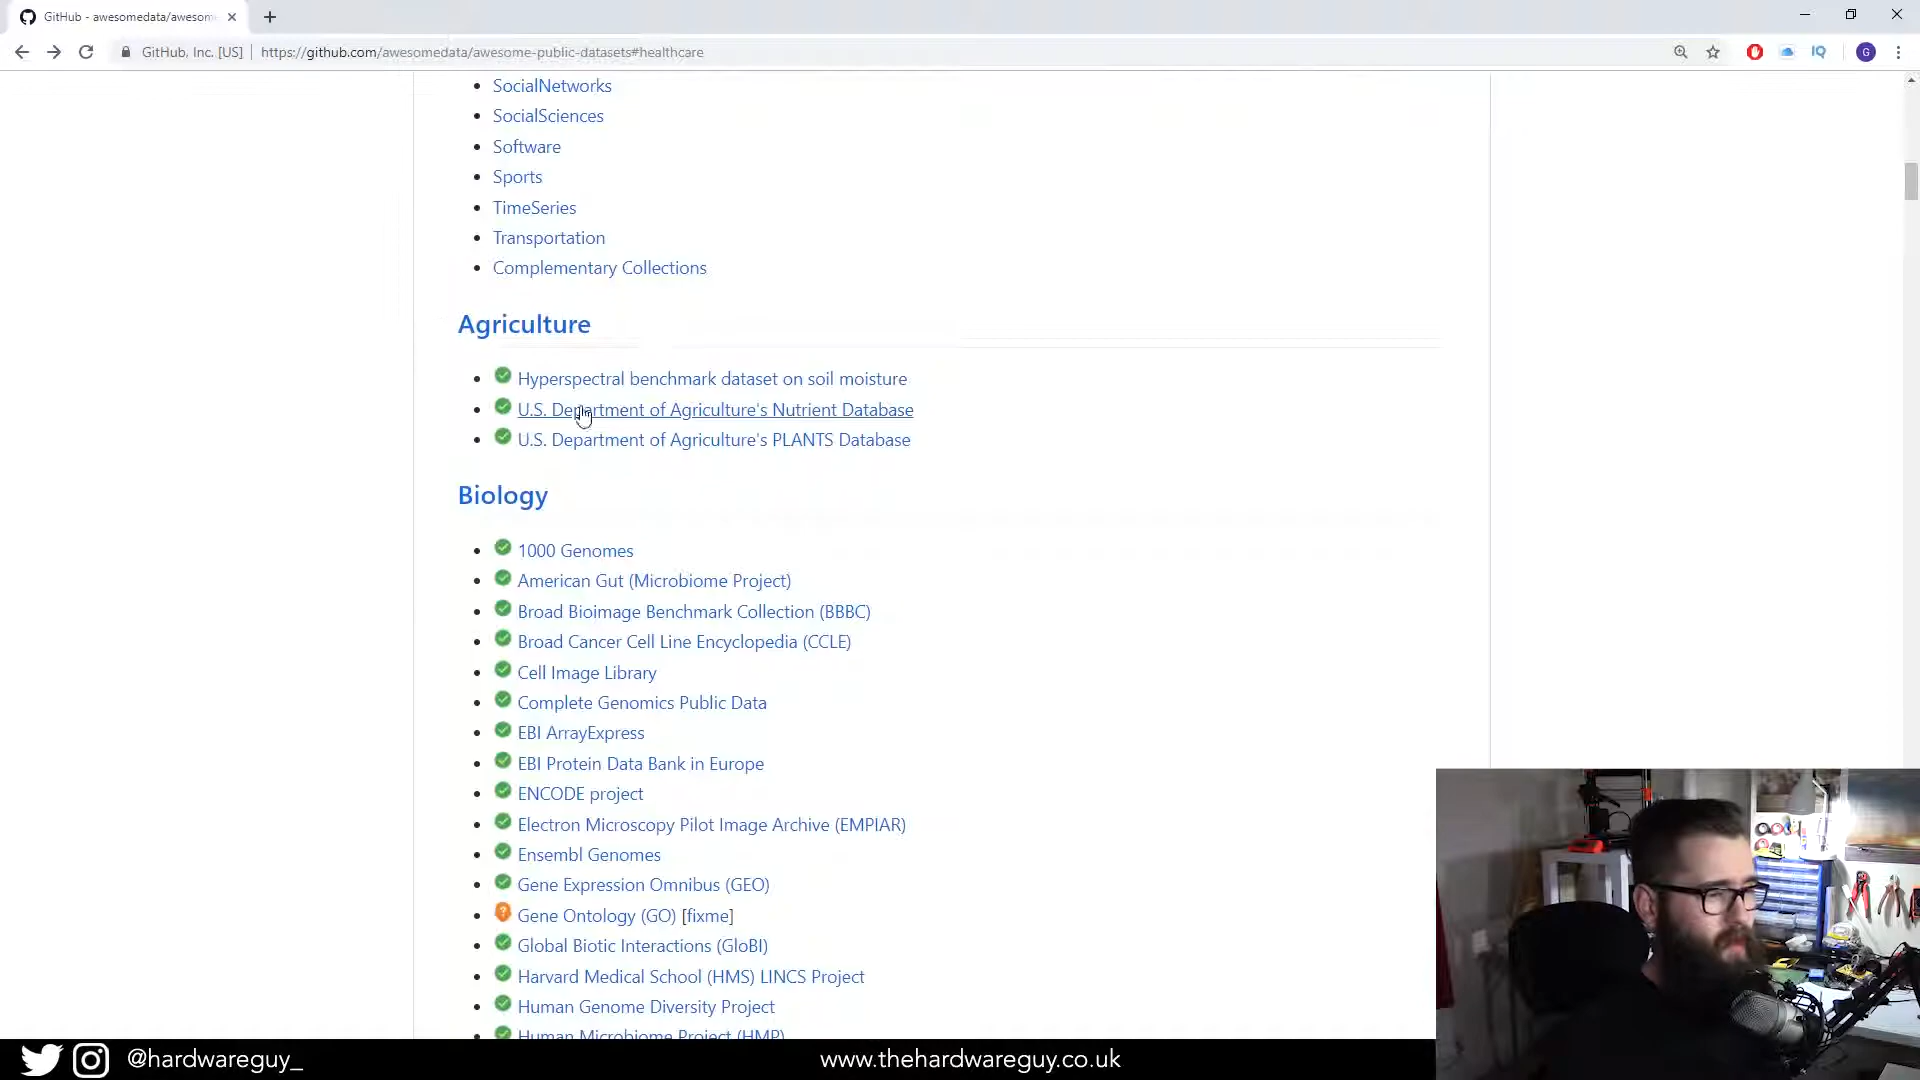 GitHub - awesomedata/awesome
GitHub, Inc. [US] | https://github.com/awesomedata/awesome-public-datasets#healthcare
G
SocialNetworks
SocialSciences
Software
Sports
TimeSeries
Transportation
Complementary Collections
Agriculture
Hyperspectral benchmark dataset on soil moisture
U.S. Department of Agriculture's Nutrient Database
U.S. Department of Agriculture's PLANTS Database
Biology
1000 Genomes
American Gut (Microbiome Project)
Broad Bioimage Benchmark Collection (BBBC)
Broad Cancer Cell Line Encyclopedia (CCLE)
Cell Image Library
Complete Genomics Public Data
EBI ArrayExpress
EBI Protein Data Bank in Europe
ENCODE project
Electron Microscopy Pilot Image Archive (EMPIAR)
Ensembl Genomes
Gene Expression Omnibus (GEO)
Gene Ontology (GO) [fixme]
Global Biotic Interactions (GloBI)
Harvard Medical School (HMS) LINCS Project
Human Genome Diversity Project
Human Microbiome Project (HMP)
@hardwareguy_
www.thehardwareguy.co.uk